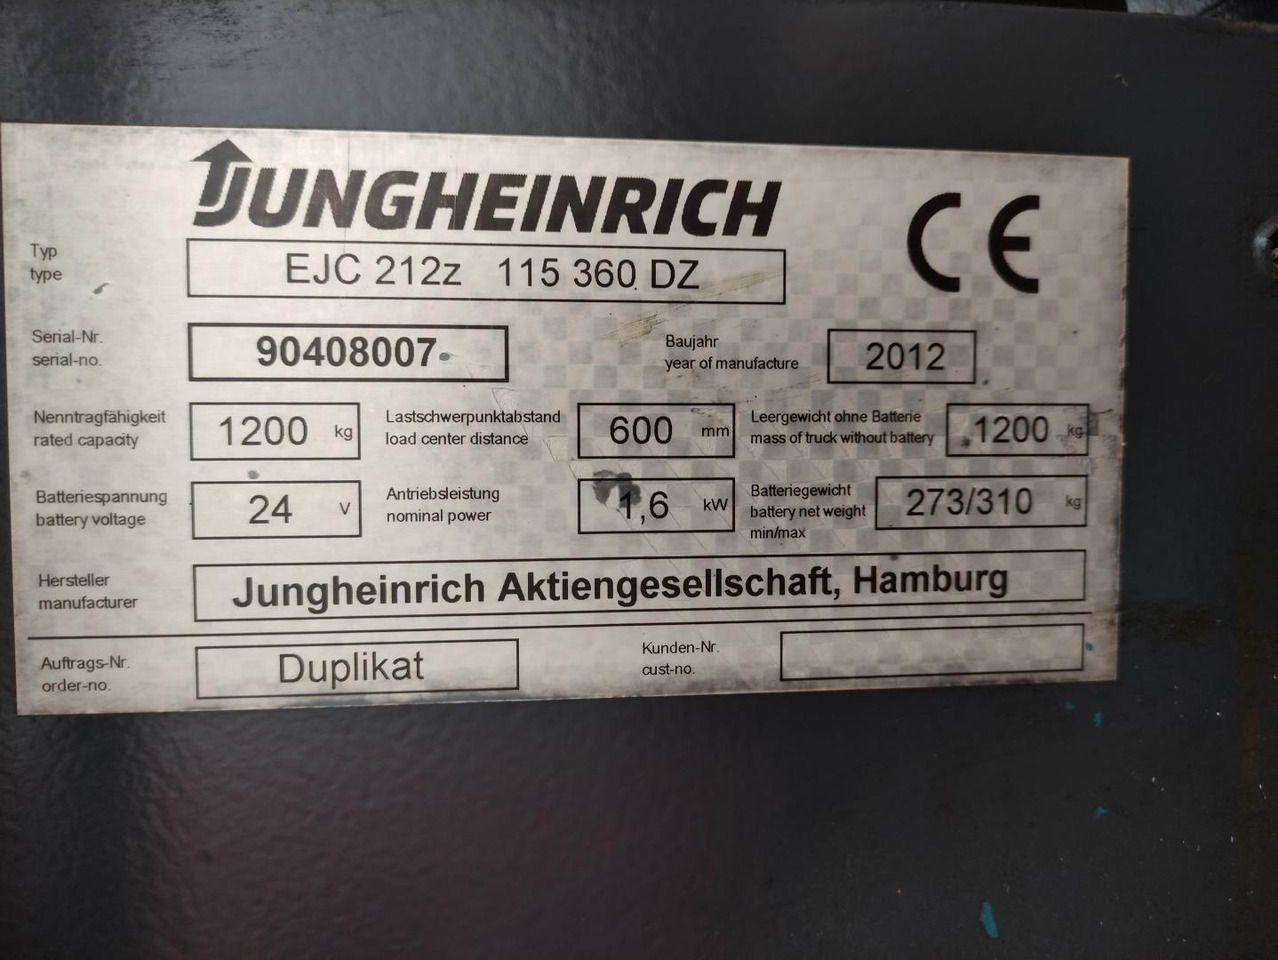 JUNGHEINRICH
CE
Typ
type
EJC 212z 115 360 DZ
Serial-Nr.
serial-no.
90408007
Baujahr
year of manufacture
2012
Nenntragfähigkeit
rated capacity
1200 kg
Lastschwerpunktabstand
load center distance
600 mm
Leergewicht ohne Batterie
mass of truck without battery
1200 kg
Batteriespannung
battery voltage
24 V
Antriebsleistung
nominal power
1,6 kW
Batteriegewicht
battery net weight
min/max
273/310 kg
Hersteller
manufacturer
Jungheinrich Aktiengesellschaft, Hamburg
Auftrags-Nr.
order-no.
Duplikat
Kunden-Nr.
cust-no.